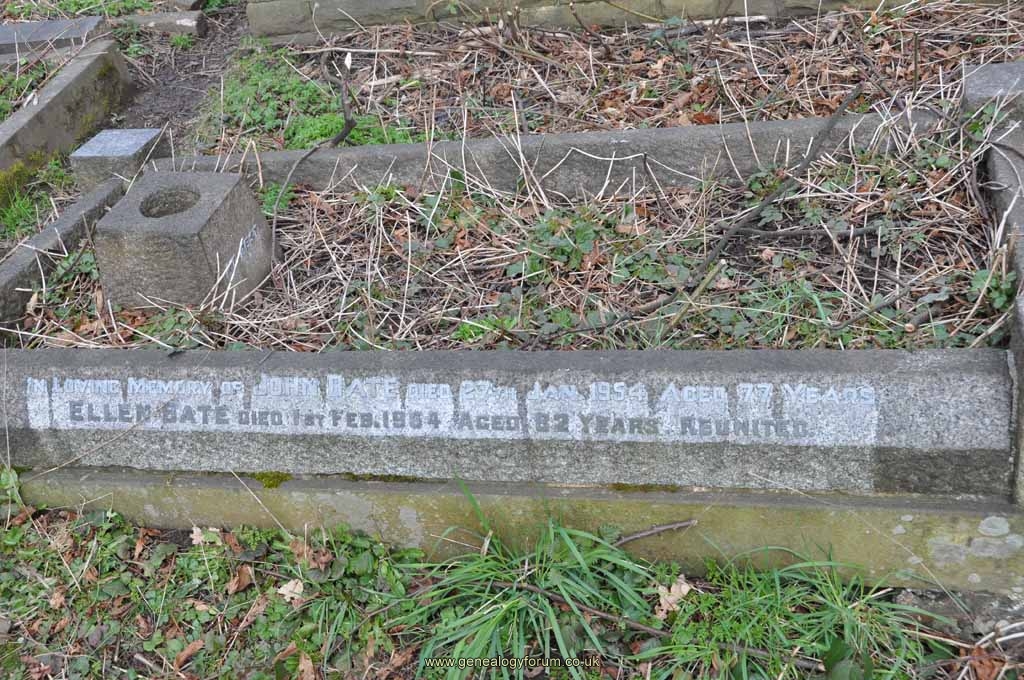 IN LOVING MEMORY OF JOHN BATE DIED 27TH JAN. 1954 AGED 77 YEARS
ELLEN BATE DIED 1ST FEB. 1964 AGED 82 YEARS REUNITED
www.genealogyforum.co.uk